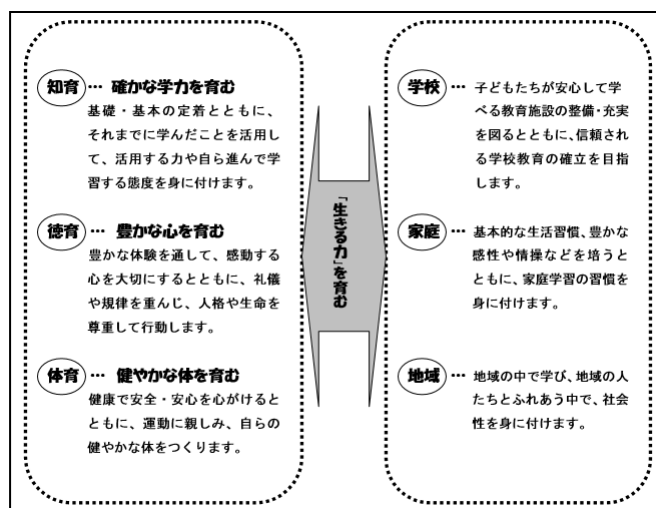 知育 … 確かな学力を育む
基礎・基本の定着とともに、
それまでに学んだことを活用し
て、活用する力や自ら進んで学
習する態度を身に付けます。
徳育 … 豊かな心を育む
豊かな体験を通して、感動する
心を大切にするとともに、礼儀
や規律を重んじ、人格や生命を
尊重して行動します。
体育 … 健やかな体を育む
健康で安全・安心を心がけると
ともに、運動に親しみ、自らの
健やかな体をつくります。
「生きる力」を育む
学校 … 子どもたちが安心して学
べる教育施設の整備・充実
を図るとともに、信頼され
る学校教育の確立を目指
します。
家庭 … 基本的な生活習慣、豊かな
感性や情操などを培うと
ともに、家庭学習の習慣を
身に付けます。
地域 … 地域の中で学び、地域の人
たちとふれあう中で、社会
性を身に付けます。